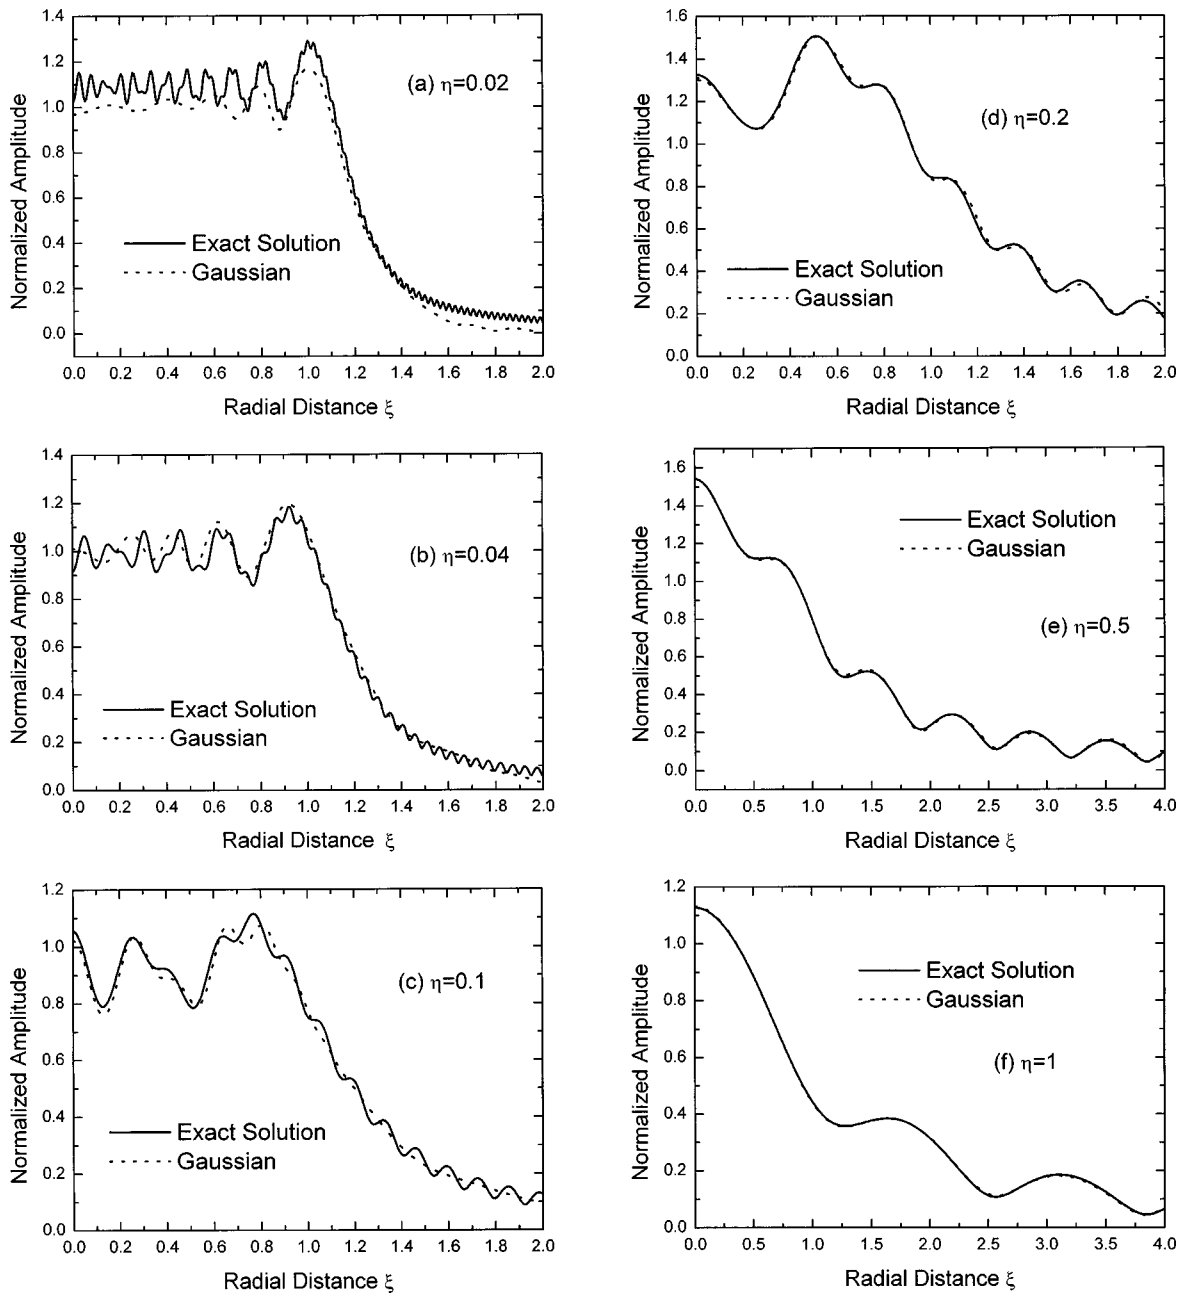 1.4
1.2
1.0
0.8
0.6
0.4
0.2
0.0
Normalized Amplitude
(a) η=0.02
Exact Solution
Gaussian
0.0 0.2 0.4 0.6 0.8 1.0 1.2 1.4 1.6 1.8 2.0
Radial Distance ξ
1.4
1.2
1.0
0.8
0.6
0.4
0.2
0.0
Normalized Amplitude
(b) η=0.04
Exact Solution
Gaussian
0.0 0.2 0.4 0.6 0.8 1.0 1.2 1.4 1.6 1.8 2.0
Radial Distance ξ
1.2
1.0
0.8
0.6
0.4
0.2
0.0
Normalized Amplitude
(c) η=0.1
Exact Solution
Gaussian
0.0 0.2 0.4 0.6 0.8 1.0 1.2 1.4 1.6 1.8 2.0
Radial Distance ξ
1.6
1.4
1.2
1.0
0.8
0.6
0.4
0.2
0.0
Normalized Amplitude
(d) η=0.2
Exact Solution
Gaussian
0.0 0.2 0.4 0.6 0.8 1.0 1.2 1.4 1.6 1.8 2.0
Radial Distance ξ
1.6
1.4
1.2
1.0
0.8
0.6
0.4
0.2
0.0
Normalized Amplitude
Exact Solution
Gaussian
(e) η=0.5
0.0 0.5 1.0 1.5 2.0 2.5 3.0 3.5 4.0
Radial Distance ξ
1.2
1.0
0.8
0.6
0.4
0.2
0.0
Normalized Amplitude
Exact Solution
Gaussian
(f) η=1
0.0 0.5 1.0 1.5 2.0 2.5 3.0 3.5 4.0
Radial Distance ξ